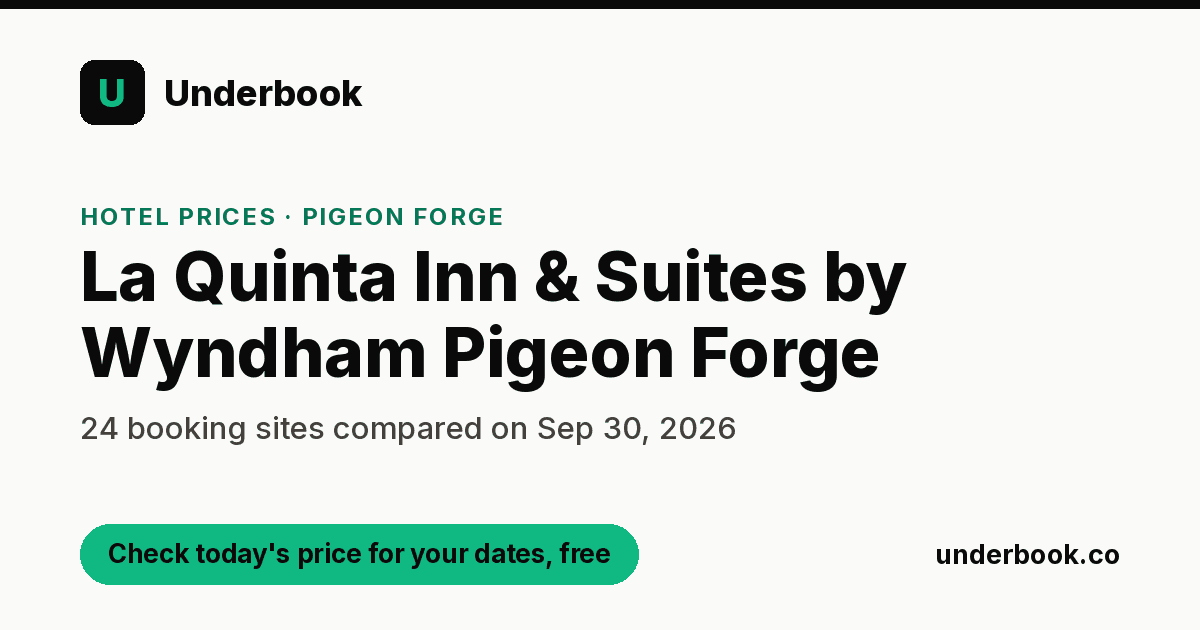 U
Underbook
HOTEL PRICES · PIGEON FORGE
La Quinta Inn & Suites by
Wyndham Pigeon Forge
24 booking sites compared on Sep 30, 2026
Check today's price for your dates, free
underbook.co